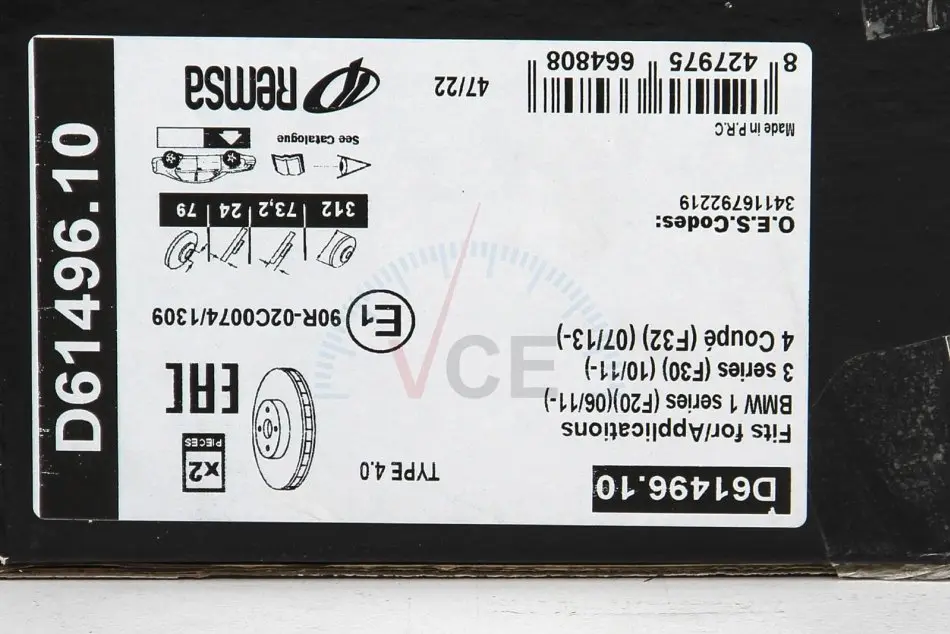 D61496.10
D61496.10
Fits for/Applications
BMW 1 series (F20)(06/11-)
3 series (F30) (10/11-)
4 Coupé (F32) (07/13-)
O.E.S.Codes:
34116792219
Made in P.R.C
8 427975 664808
TYPE 4.0
x2
PIECES
EAC
E1 90R-02C0074/1309
312 73,2 24 79
See Catalogue
Remsa
47/22
VCE